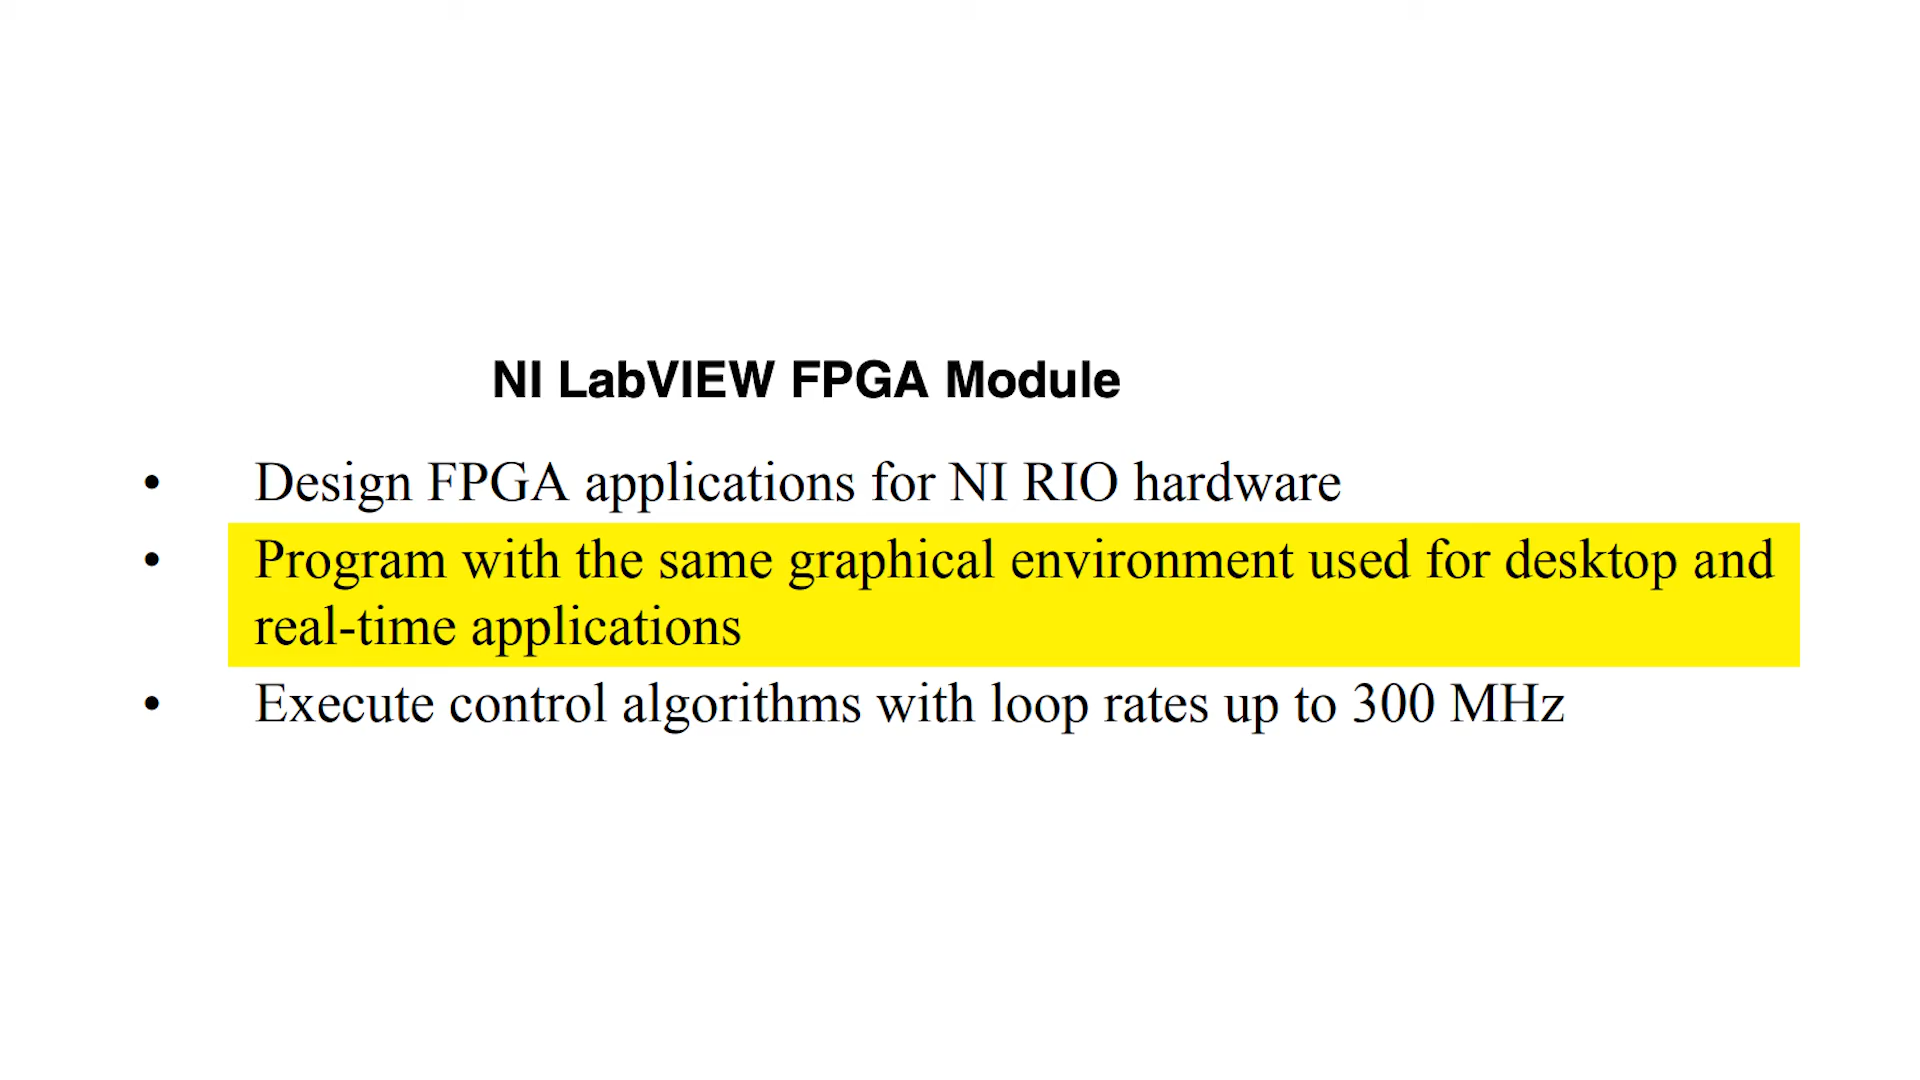 NI LabVIEW FPGA Module
• Design FPGA applications for NI RIO hardware
• Program with the same graphical environment used for desktop and
real-time applications
• Execute control algorithms with loop rates up to 300 MHz